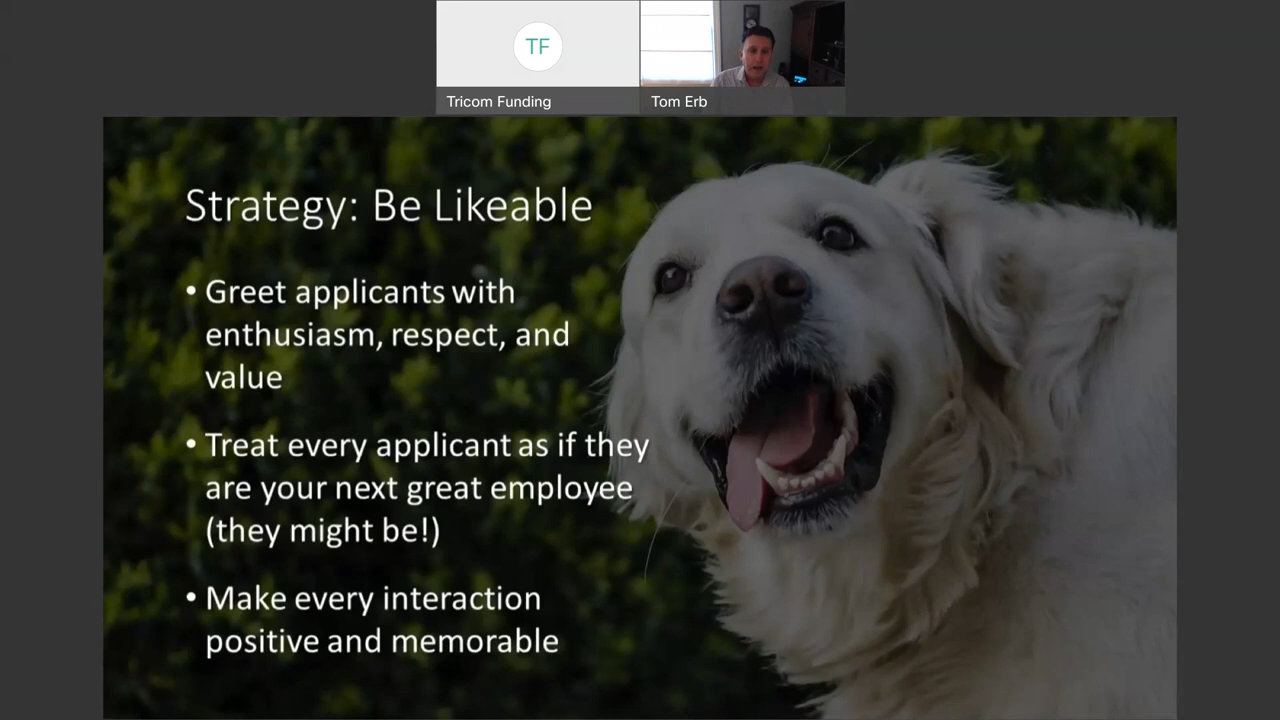 TF
Tricom Funding
Tom Erb
Strategy: Be Likeable
• Greet applicants with
enthusiasm, respect, and
value
• Treat every applicant as if they
are your next great employee
(they might be!)
• Make every interaction
positive and memorable